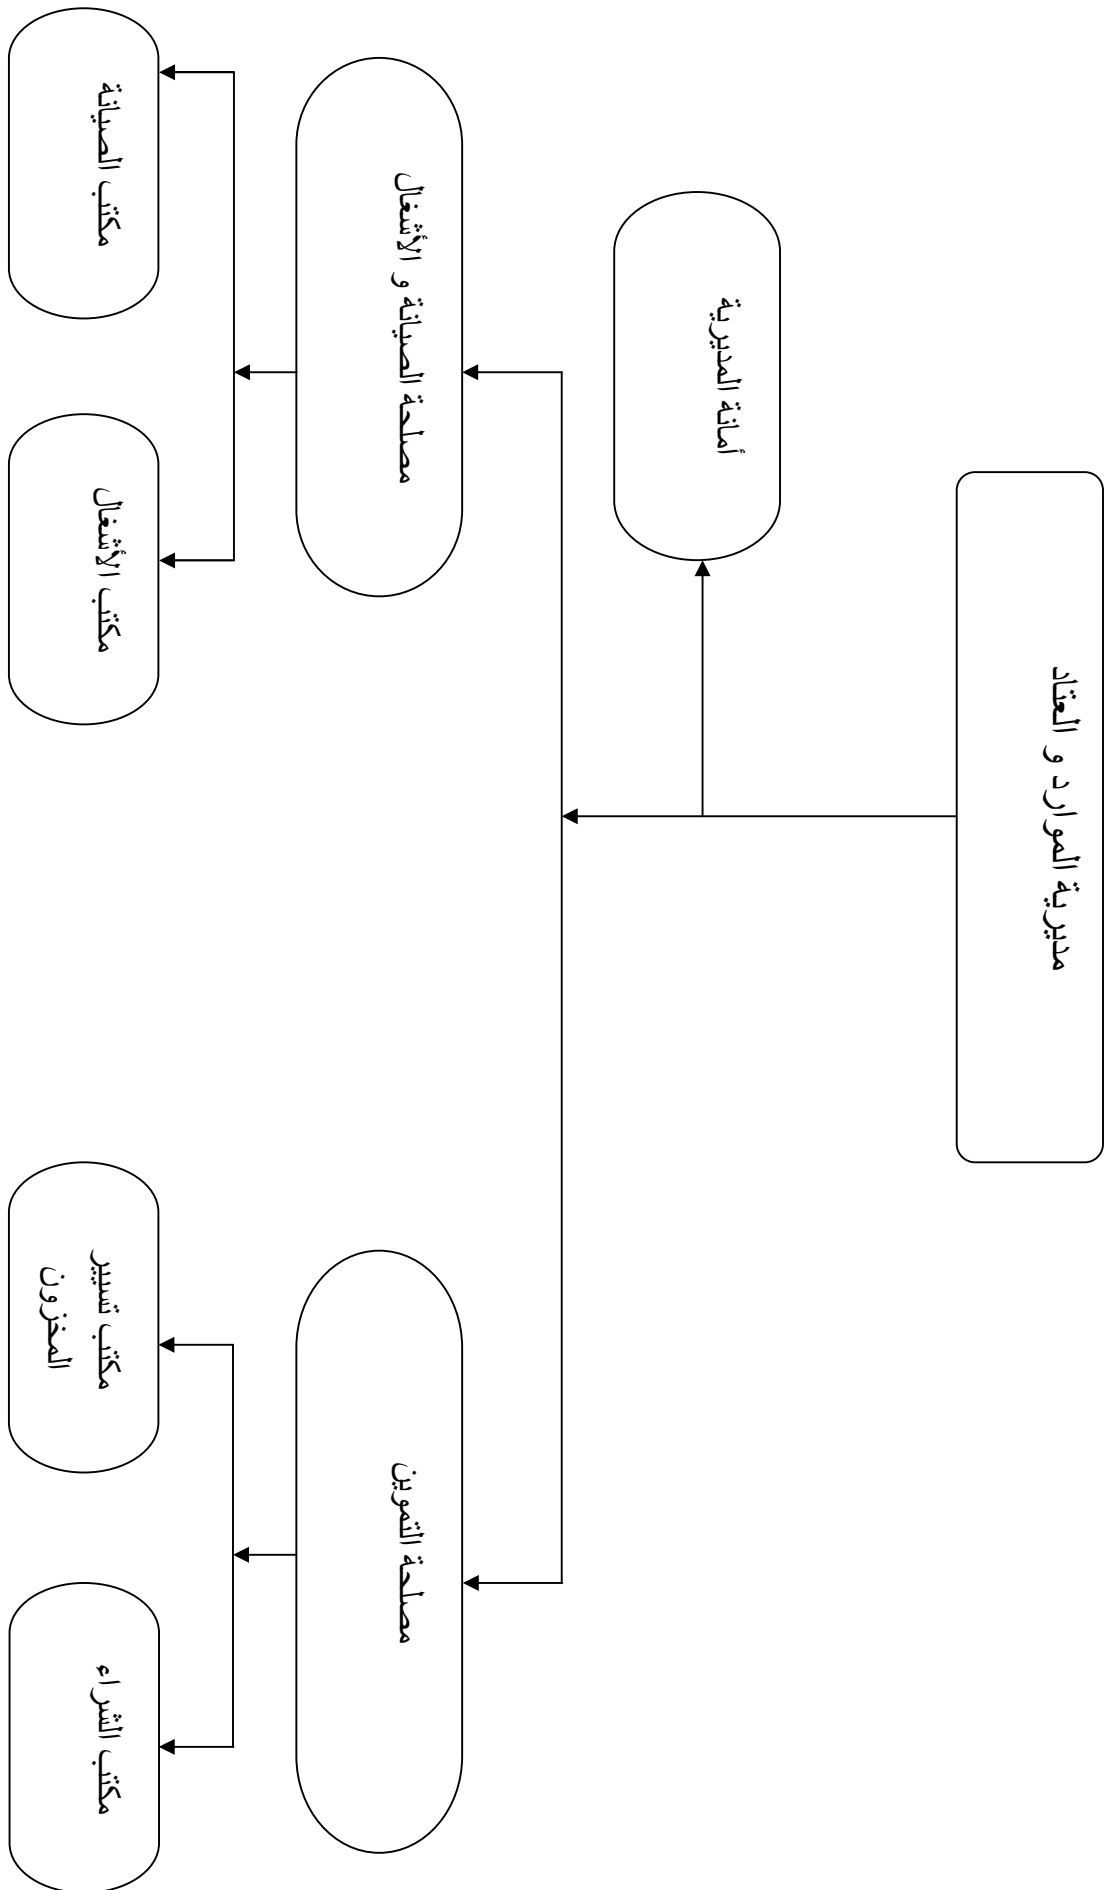 مديرية الموارد و العتاد
أمانة المديرية
مصلحة التموين
مصلحة الصيانة و الأشغال
مكتب الشراء
مكتب تسيير
المخزون
مكتب الأشغال
مكتب الصيانة